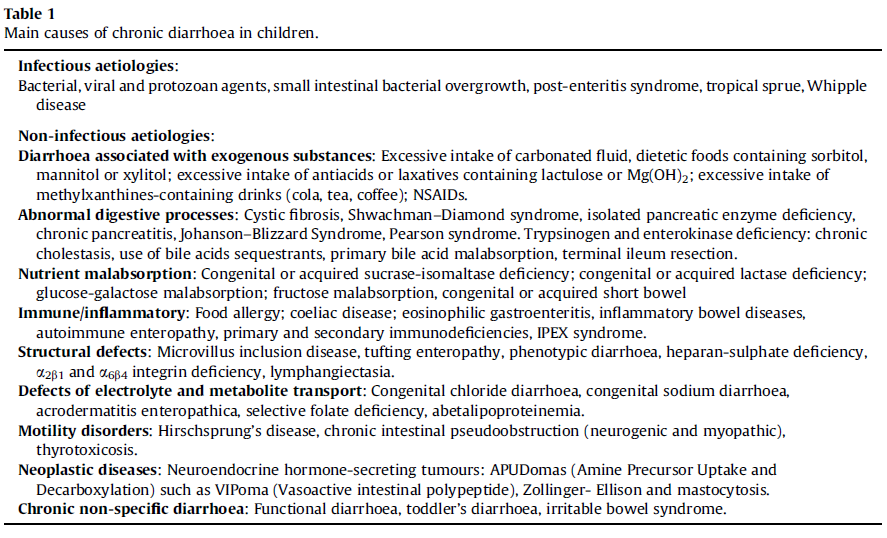 Table 1
Main causes of chronic diarrhoea in children.
Infectious aetiologies:
Bacterial, viral and protozoan agents, small intestinal bacterial overgrowth, post-enteritis syndrome, tropical sprue, Whipple
disease
Non-infectious aetiologies:
Diarrhoea associated with exogenous substances: Excessive intake of carbonated fluid, dietetic foods containing sorbitol,
mannitol or xylitol; excessive intake of antiacids or laxatives containing lactulose or Mg(OH)₂; excessive intake of
methylxanthines-containing drinks (cola, tea, coffee); NSAIDs.
Abnormal digestive processes: Cystic fibrosis, Shwachman–Diamond syndrome, isolated pancreatic enzyme deficiency,
chronic pancreatitis, Johanson–Blizzard Syndrome, Pearson syndrome. Trypsinogen and enterokinase deficiency: chronic
cholestasis, use of bile acids sequestrants, primary bile acid malabsorption, terminal ileum resection.
Nutrient malabsorption: Congenital or acquired sucrase-isomaltase deficiency; congenital or acquired lactase deficiency;
glucose-galactose malabsorption; fructose malabsorption, congenital or acquired short bowel
Immune/inflammatory: Food allergy; coeliac disease; eosinophilic gastroenteritis, inflammatory bowel diseases,
autoimmune enteropathy, primary and secondary immunodeficiencies, IPEX syndrome.
Structural defects: Microvillus inclusion disease, tufting enteropathy, phenotypic diarrhoea, heparan-sulphate deficiency,
α₂β₁ and α₆β₄ integrin deficiency, lymphangiectasia.
Defects of electrolyte and metabolite transport: Congenital chloride diarrhoea, congenital sodium diarrhoea,
acrodermatitis enteropathica, selective folate deficiency, abetalipoproteinemia.
Motility disorders: Hirschsprung's disease, chronic intestinal pseudoobstruction (neurogenic and myopathic),
thyrotoxicosis.
Neoplastic diseases: Neuroendocrine hormone-secreting tumours: APUDomas (Amine Precursor Uptake and
Decarboxylation) such as VIPoma (Vasoactive intestinal polypeptide), Zollinger- Ellison and mastocytosis.
Chronic non-specific diarrhoea: Functional diarrhoea, toddler's diarrhoea, irritable bowel syndrome.